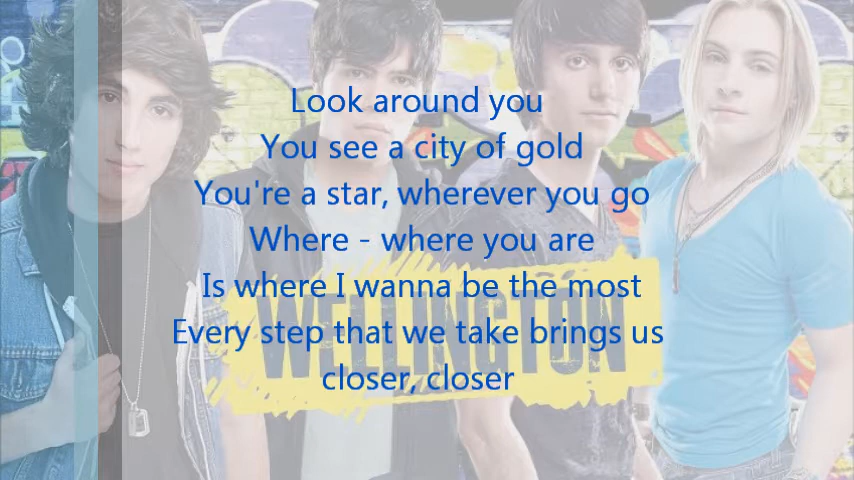 Look around you
You see a city of gold
You're a star, wherever you go
Where - where you are
Is where I wanna be the most
Every step that we take brings us
closer, closer
WELLINGTON